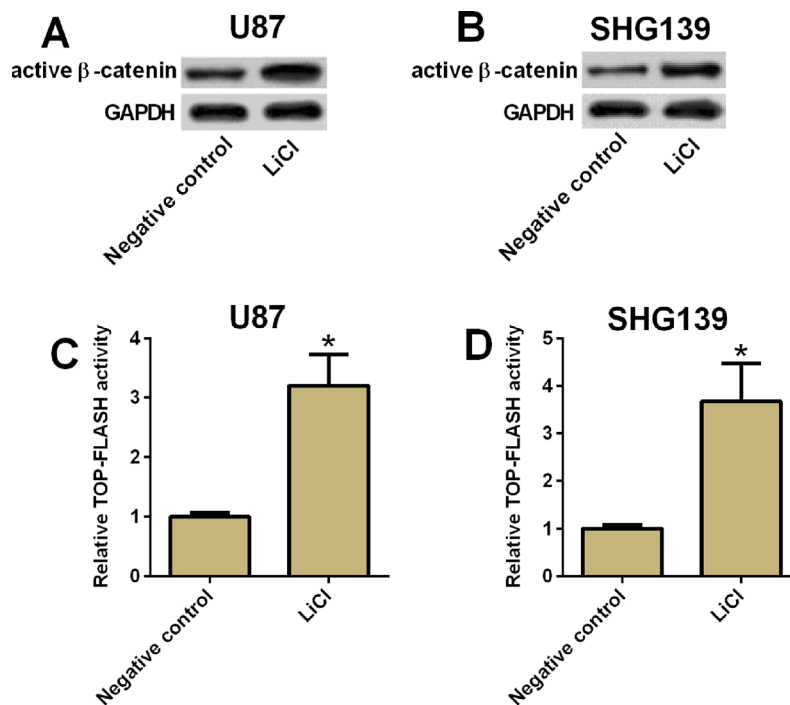 A
U87
active β-catenin
GAPDH
Negative control
LiCl
B
SHG139
active β-catenin
GAPDH
Negative control
LiCl
C
U87
Relative TOP-FLASH activity
4
3
2
1
0
*
Negative control
LiCl
D
SHG139
Relative TOP-FLASH activity
5
4
3
2
1
0
*
Negative control
LiCl